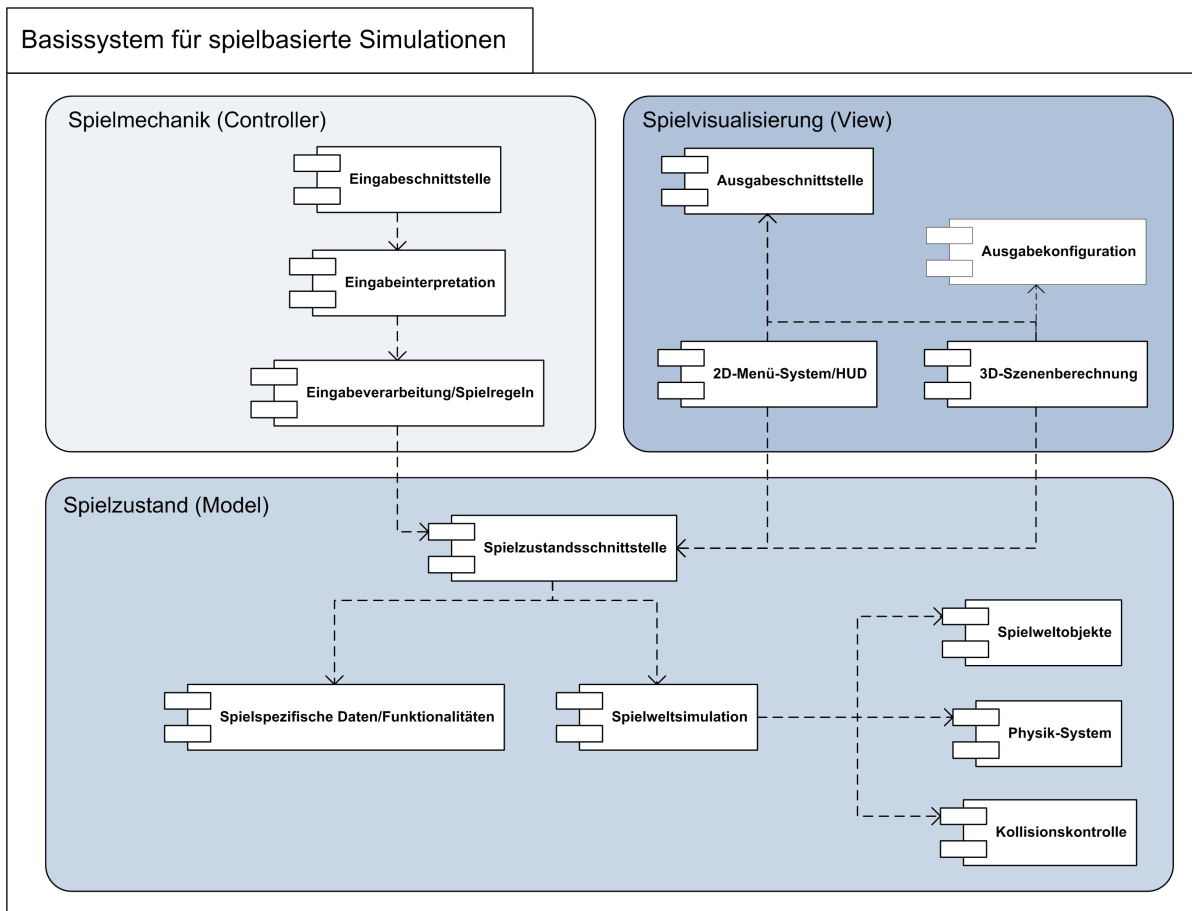 Basissystem für spielbasierte Simulationen
Spielmechanik (Controller)
Eingabeschnittstelle
Eingabeinterpretation
Eingabeverarbeitung/Spielregeln
Spielvisualisierung (View)
Ausgabeschnittstelle
Ausgabekonfiguration
2D-Menü-System/HUD
3D-Szenenberechnung
Spielzustand (Model)
Spielzustandsschnittstelle
Spielspezifische Daten/Funktionalitäten
Spielweltsimulation
Spielweltobjekte
Physik-System
Kollisionskontrolle